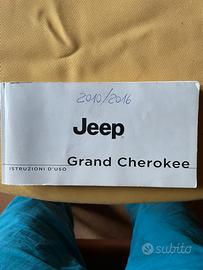 2010/2016
Jeep
Grand Cherokee
ISTRUZIONI D'USO
subito